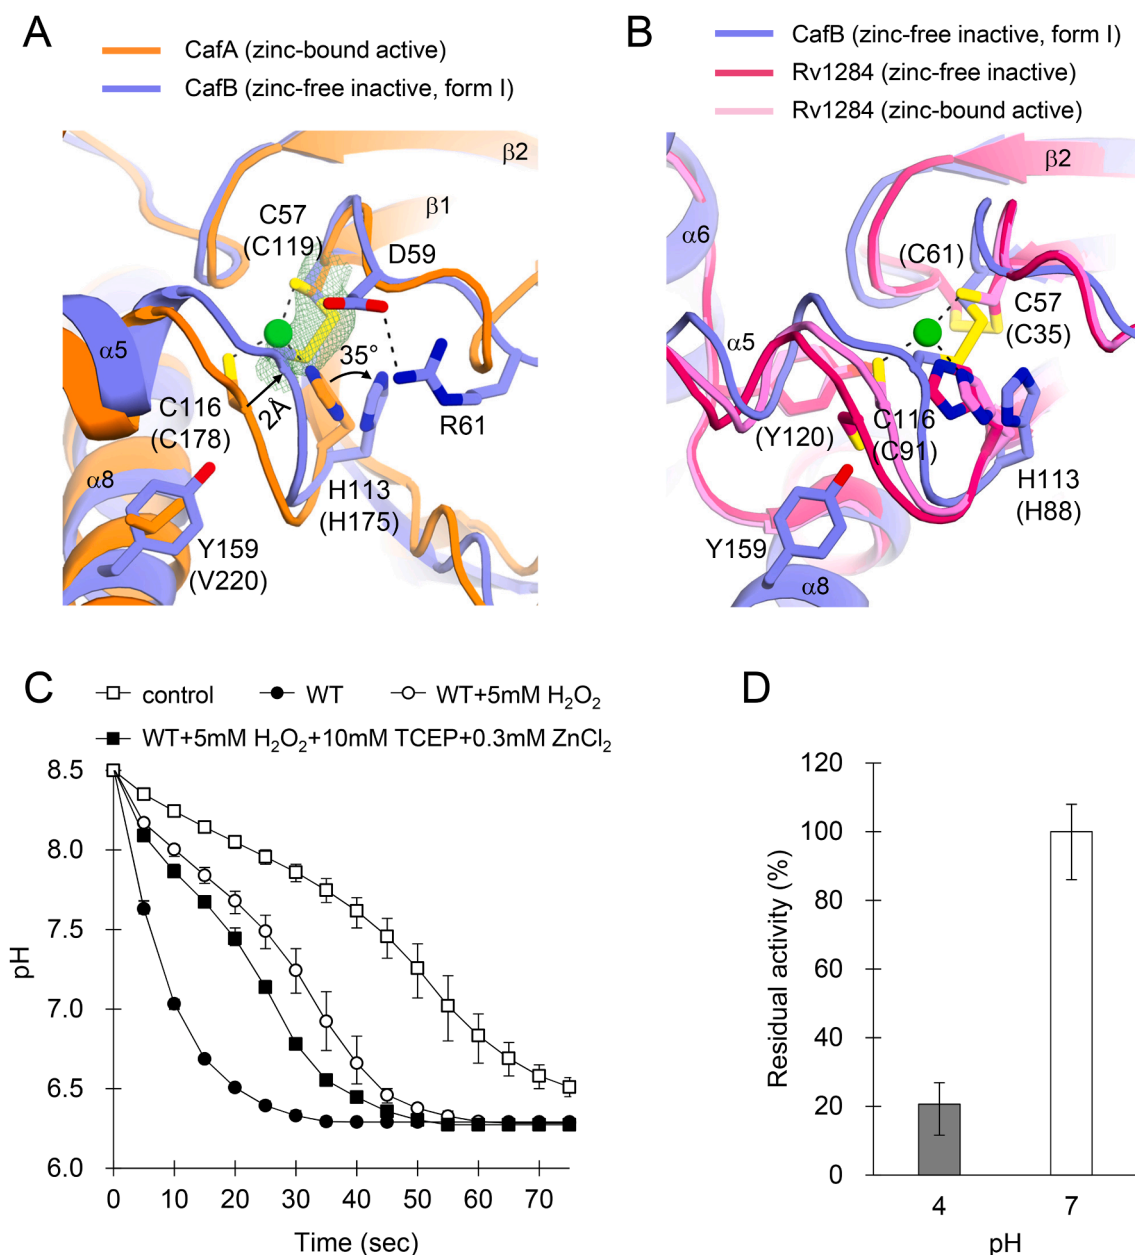 A
CafA (zinc-bound active)
CafB (zinc-free inactive, form I)
β2
β1
C57
(C119)
D59
α5
35°
2Å
C116
(C178)
R61
α8
H113
(H175)
Y159
(V220)
B
CafB (zinc-free inactive, form I)
Rv1284 (zinc-free inactive)
Rv1284 (zinc-bound active)
β2
α6
(C61)
C57
(C35)
α5
C116
(C91)
(Y120)
H113
(H88)
Y159
α8
C
control
WT
WT+5mM H₂O₂
WT+5mM H₂O₂+10mM TCEP+0.3mM ZnCl₂
8.5
8.0
7.5
7.0
6.5
6.0
pH
0 10 20 30 40 50 60 70
Time (sec)
D
120
100
80
60
40
20
0
Residual activity (%)
4 7
pH